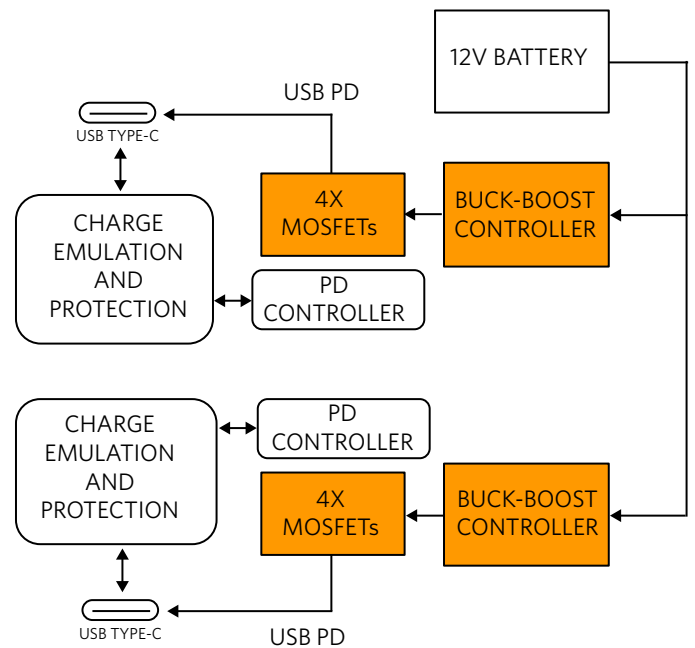 12V BATTERY
USB PD
USB TYPE-C
4X
MOSFETs
BUCK-BOOST
CONTROLLER
CHARGE
EMULATION
AND
PROTECTION
PD
CONTROLLER
CHARGE
EMULATION
AND
PROTECTION
PD
CONTROLLER
4X
MOSFETs
BUCK-BOOST
CONTROLLER
USB TYPE-C
USB PD